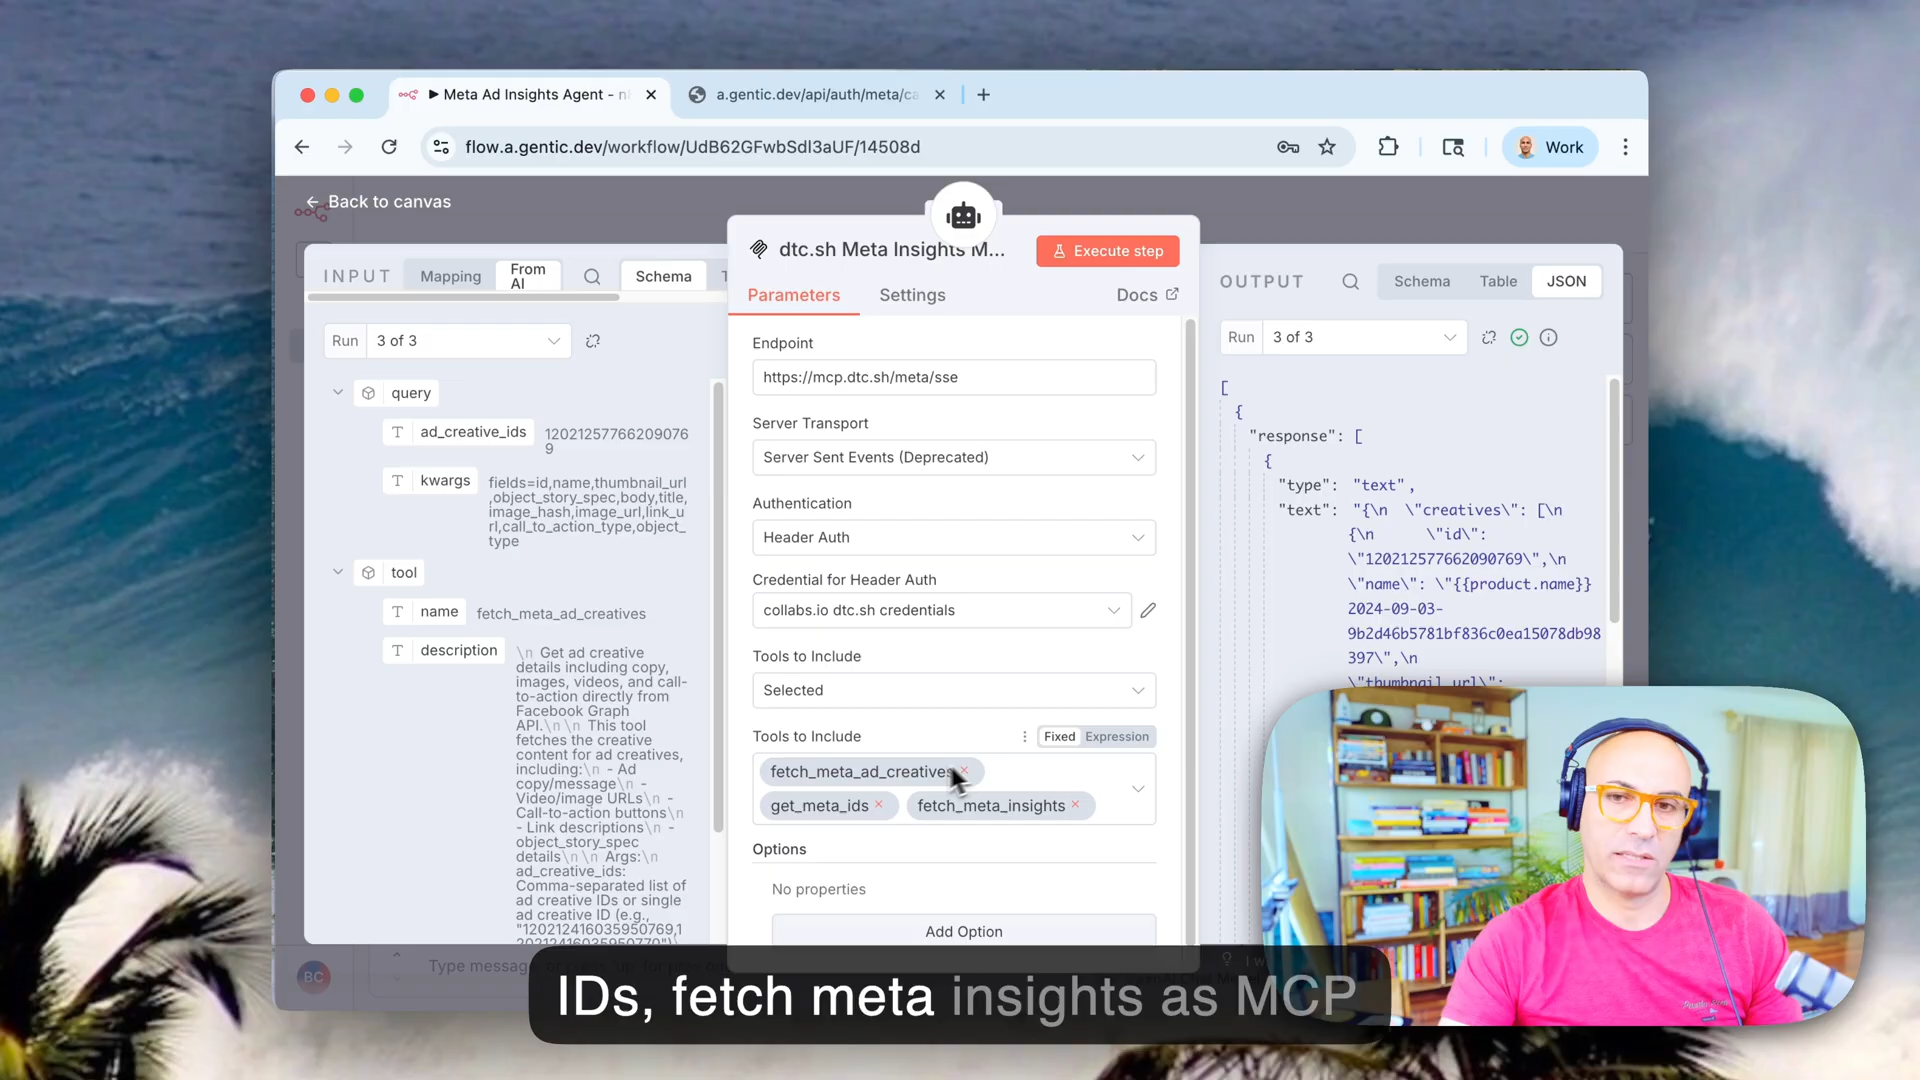 Meta Ad Insights Agent - n
a.gentic.dev/api/auth/meta/ca
flow.a.gentic.dev/workflow/UdB62GFwbSdl3aUF/14508d
Work
Back to canvas
INPUT
Mapping
From AI
Schema
Run
3 of 3
query
ad_creative_ids
120212577662090769
kwargs
fields=id,name,thumbnail_url
,object_story_spec,body,title,
image_hash,image_url,link_u
rl,call_to_action_type,object_
type
tool
name
fetch_meta_ad_creatives
description
\n Get ad creative
details including copy,
images, videos, and call-
to-action directly from
Facebook Graph
API.\n\n This tool
fetches the creative
content for ad creatives,
including:\n - Ad
copy/message\n -
Video/image URLs\n -
Call-to-action buttons\n
- Link descriptions\n -
object_story_spec
details\n\n Args:\n
ad_creative_ids:
Comma-separated list of
ad creative IDs or single
ad creative ID (e.g.,
"120212416035950769,1
20212416035950770")\
dtc.sh Meta Insights M...
Execute step
Parameters
Settings
Docs
Endpoint
https://mcp.dtc.sh/meta/sse
Server Transport
Server Sent Events (Deprecated)
Authentication
Header Auth
Credential for Header Auth
collabs.io dtc.sh credentials
Tools to Include
Selected
Tools to Include
Fixed
Expression
fetch_meta_ad_creatives
get_meta_ids
fetch_meta_insights
Options
No properties
Add Option
OUTPUT
Schema
Table
JSON
Run
3 of 3
[
{
"response": [
{
"type": "text",
"text": "{\n \"creatives\": [\n
{\n \"id\":
\"120212577662090769\",\n
\"name\": \"{{product.name}}
2024-09-03-
9b2d46b5781bf836c0ea15078db98
397\",\n
\"thumbnail_url\":
BC
Type message
IDs, fetch meta insights as MCP